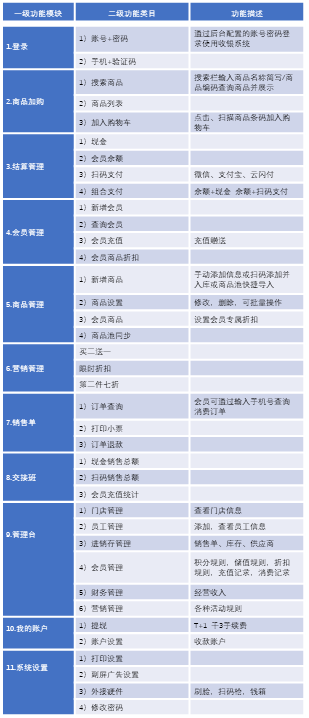 一级功能模块 二级功能类目 功能描述
1.登录
1）账号+密码
通过后台配置的账号密码登
录使用收银系统
2）手机+验证码
2.商品加购
1）搜索商品
搜索栏输入商品名称简写/商
品编码查询商品并展示
2）商品列表
3）加入购物车
点击、扫描商品条码加入购
物车
3.结算管理
1）现金
2）会员余额
3）扫码支付 微信、支付宝、云闪付
4）组合支付 余额+现金 余额+扫码支付
4.会员管理
1）新增会员
2）查询会员
3）会员充值 充值赠送
4）会员商品折扣
5.商品管理
1）新增商品
手动添加信息或扫码添加并
入库或商品池快捷导入
2）商品设置 修改，删除，可批量操作
3）会员商品 设置会员专属折扣
4）商品池同步
6.营销管理
买二送一
限时折扣
第二件七折
7.销售单
1）订单查询
会员可通过输入手机号查询
消费订单
2）打印小票
3）订单退款
8.交接班
1）现金销售总额
2）扫码销售总额
3）会员充值统计
9.管理台
1）门店管理 查看门店信息
2）员工管理 添加，查看员工信息
3）进销存管理 销售单、库存、供应商
4）会员管理
积分规则，储值规则，折扣
规则，充值记录，消费记录
5）财务管理 经营收入
6）营销管理 各种活动规则
10.我的账户
1）提现 T+1 千3手续费
2）账户设置 收款账户
11.系统设置
1）打印设置
2）副屏广告设置
3）外接硬件 刷脸，扫码枪，钱箱
4）修改密码